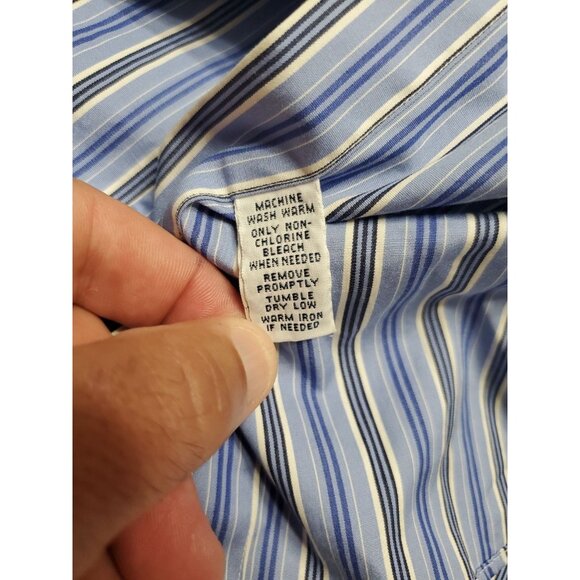 MACHINE
WASH WARM
ONLY NON-
CHLORINE
BLEACH
WHEN NEEDED
REMOVE
PROMPTLY
TUMBLE
DRY LOW
WARM IRON
IF NEEDED